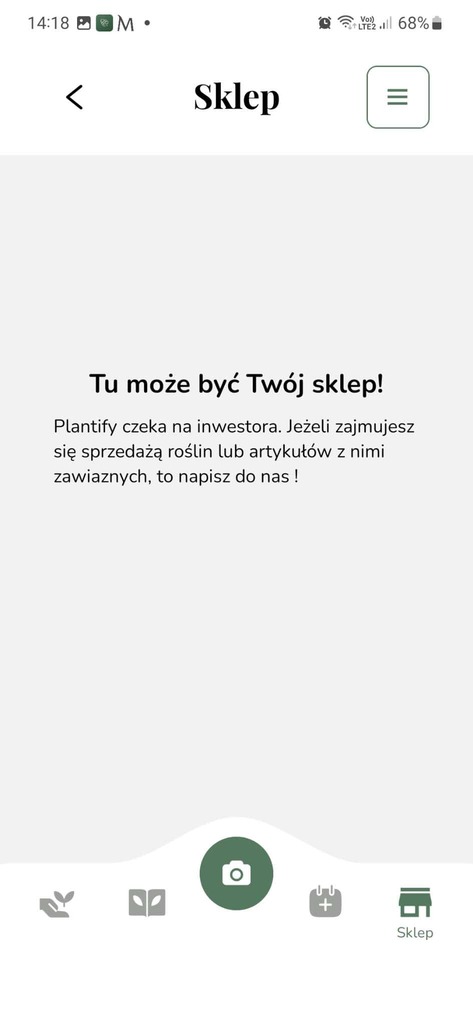 14:18
Vo))
LTE2
68%
Sklep
Tu może być Twój sklep!
Plantify czeka na inwestora. Jeżeli zajmujesz
się sprzedażą roślin lub artykułów z nimi
zawiaznych, to napisz do nas !
Sklep